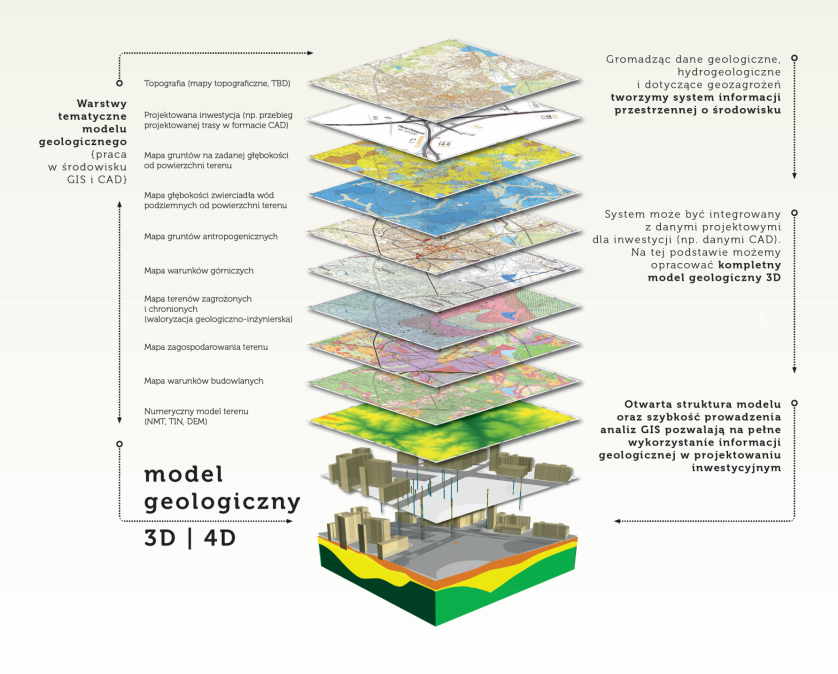 Topografia (mapy topograficzne, TBD)
Warstwy
tematyczne
modelu
geologicznego
(praca
w środowisku
GIS i CAD)
Projektowana inwestycja (np. przebieg
projektowanej trasy w formacie CAD)
Mapa gruntów na zadanej głębokości
od powierzchni terenu
Mapa głębokości zwierciadła wód
podziemnych od powierzchni terenu
Mapa gruntów antropogenicznych
Mapa warunków górniczych
Mapa terenów zagrożonych
i chronionych
(waloryzacja geologiczno-inżynierska)
Mapa zagospodarowania terenu
Mapa warunków budowlanych
Numeryczny model terenu
(NMT, TIN, DEM)
model
geologiczny
3D | 4D
Gromadząc dane geologiczne,
hydrogeologiczne
i dotyczące geozagrożeń
tworzymy system informacji
przestrzennej o środowisku
System może być integrowany
z danymi projektowymi
dla inwestycji (np. danymi CAD).
Na tej podstawie możemy
opracować kompletny
model geologiczny 3D
Otwarta struktura modelu
oraz szybkość prowadzenia
analiz GIS pozwalają na pełne
wykorzystanie informacji
geologicznej w projektowaniu
inwestycyjnym